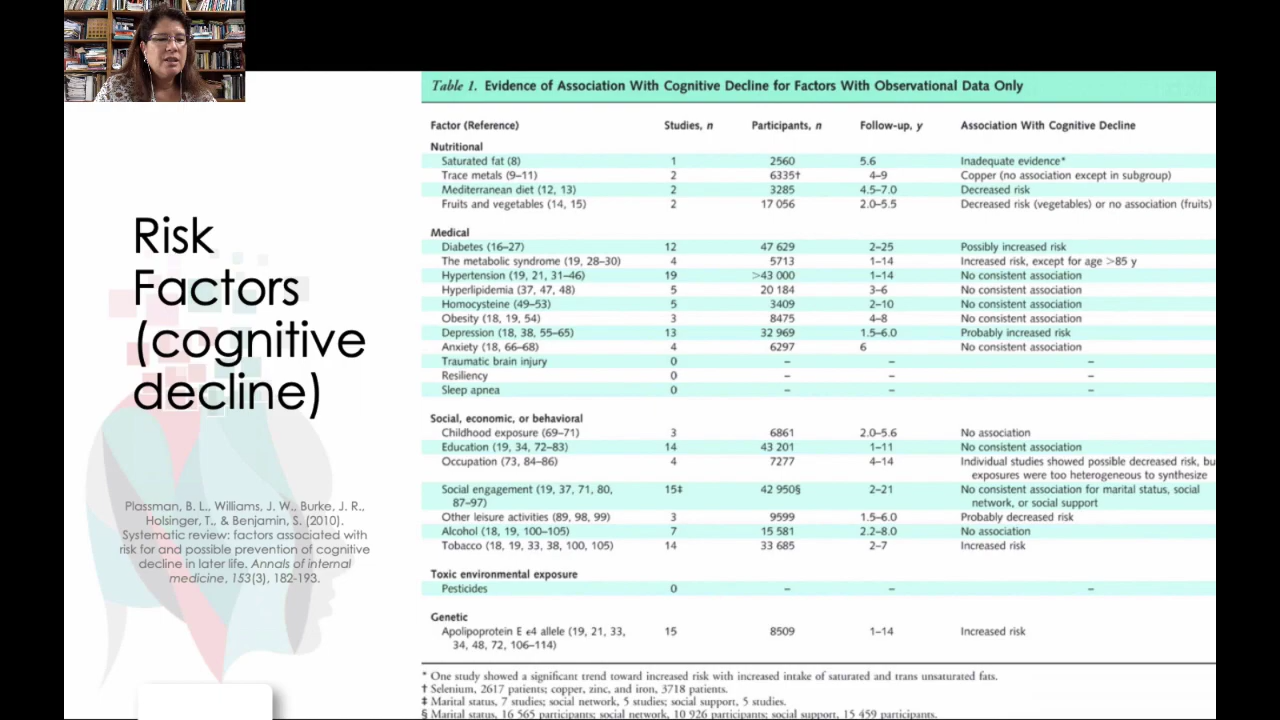 Risk
Factors
(cognitive
decline)
Plassman, B. L., Williams, J. W., Burke, J. R.,
Holsinger, T., & Benjamin, S. (2010).
Systematic review: factors associated with
risk for and possible prevention of cognitive
decline in later life. Annals of internal
medicine, 153(3), 182-193.
Table 1. Evidence of Association With Cognitive Decline for Factors With Observational Data Only
Factor (Reference) Studies, n Participants, n Follow-up, y Association With Cognitive Decline
Nutritional
Saturated fat (8) 1 2560 5.6 Inadequate evidence*
Trace metals (9–11) 2 6335† 4–9 Copper (no association except in subgroup)
Mediterranean diet (12, 13) 2 3285 4.5–7.0 Decreased risk
Fruits and vegetables (14, 15) 2 17 056 2.0–5.5 Decreased risk (vegetables) or no association (fruits)
Medical
Diabetes (16–27) 12 47 629 2–25 Possibly increased risk
The metabolic syndrome (19, 28–30) 4 5713 1–14 Increased risk, except for age >85 y
Hypertension (19, 21, 31–46) 19 >43 000 1–14 No consistent association
Hyperlipidemia (37, 47, 48) 5 20 184 3–6 No consistent association
Homocysteine (49–53) 5 3409 2–10 No consistent association
Obesity (18, 19, 54) 3 8475 4–8 No consistent association
Depression (18, 38, 55–65) 13 32 969 1.5–6.0 Probably increased risk
Anxiety (18, 66–68) 4 6297 6 No consistent association
Traumatic brain injury 0 – – –
Resiliency 0 – – –
Sleep apnea 0 – – –
Social, economic, or behavioral
Childhood exposure (69–71) 3 6861 2.0–5.6 No association
Education (19, 34, 72–83) 14 43 201 1–11 No consistent association
Occupation (73, 84–86) 4 7277 4–14 Individual studies showed possible decreased risk, bu
exposures were too heterogeneous to synthesize
Social engagement (19, 37, 71, 80, 15‡ 42 950§ 2–21 No consistent association for marital status, social
87–97) network, or social support
Other leisure activities (89, 98, 99) 3 9599 1.5–6.0 Probably decreased risk
Alcohol (18, 19, 100–105) 7 15 581 2.2–8.0 No association
Tobacco (18, 19, 33, 38, 100, 105) 14 33 685 2–7 Increased risk
Toxic environmental exposure
Pesticides 0 – – –
Genetic
Apolipoprotein E ϵ4 allele (19, 21, 33, 15 8509 1–14 Increased risk
34, 48, 72, 106–114)
* One study showed a significant trend toward increased risk with increased intake of saturated and trans unsaturated fats.
† Selenium, 2617 patients; copper, zinc, and iron, 3718 patients.
‡ Marital status, 7 studies; social network, 5 studies; social support, 5 studies.
§ Marital status, 16 565 participants; social network, 10 926 participants; social support, 15 459 participants.